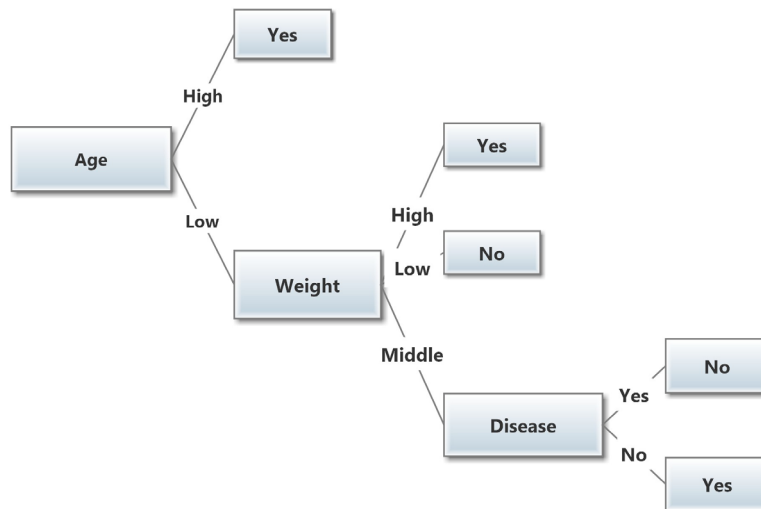 Yes
High
Age
Yes
Low
High
No
Low
Weight
Middle
No
Yes
Disease
No
Yes